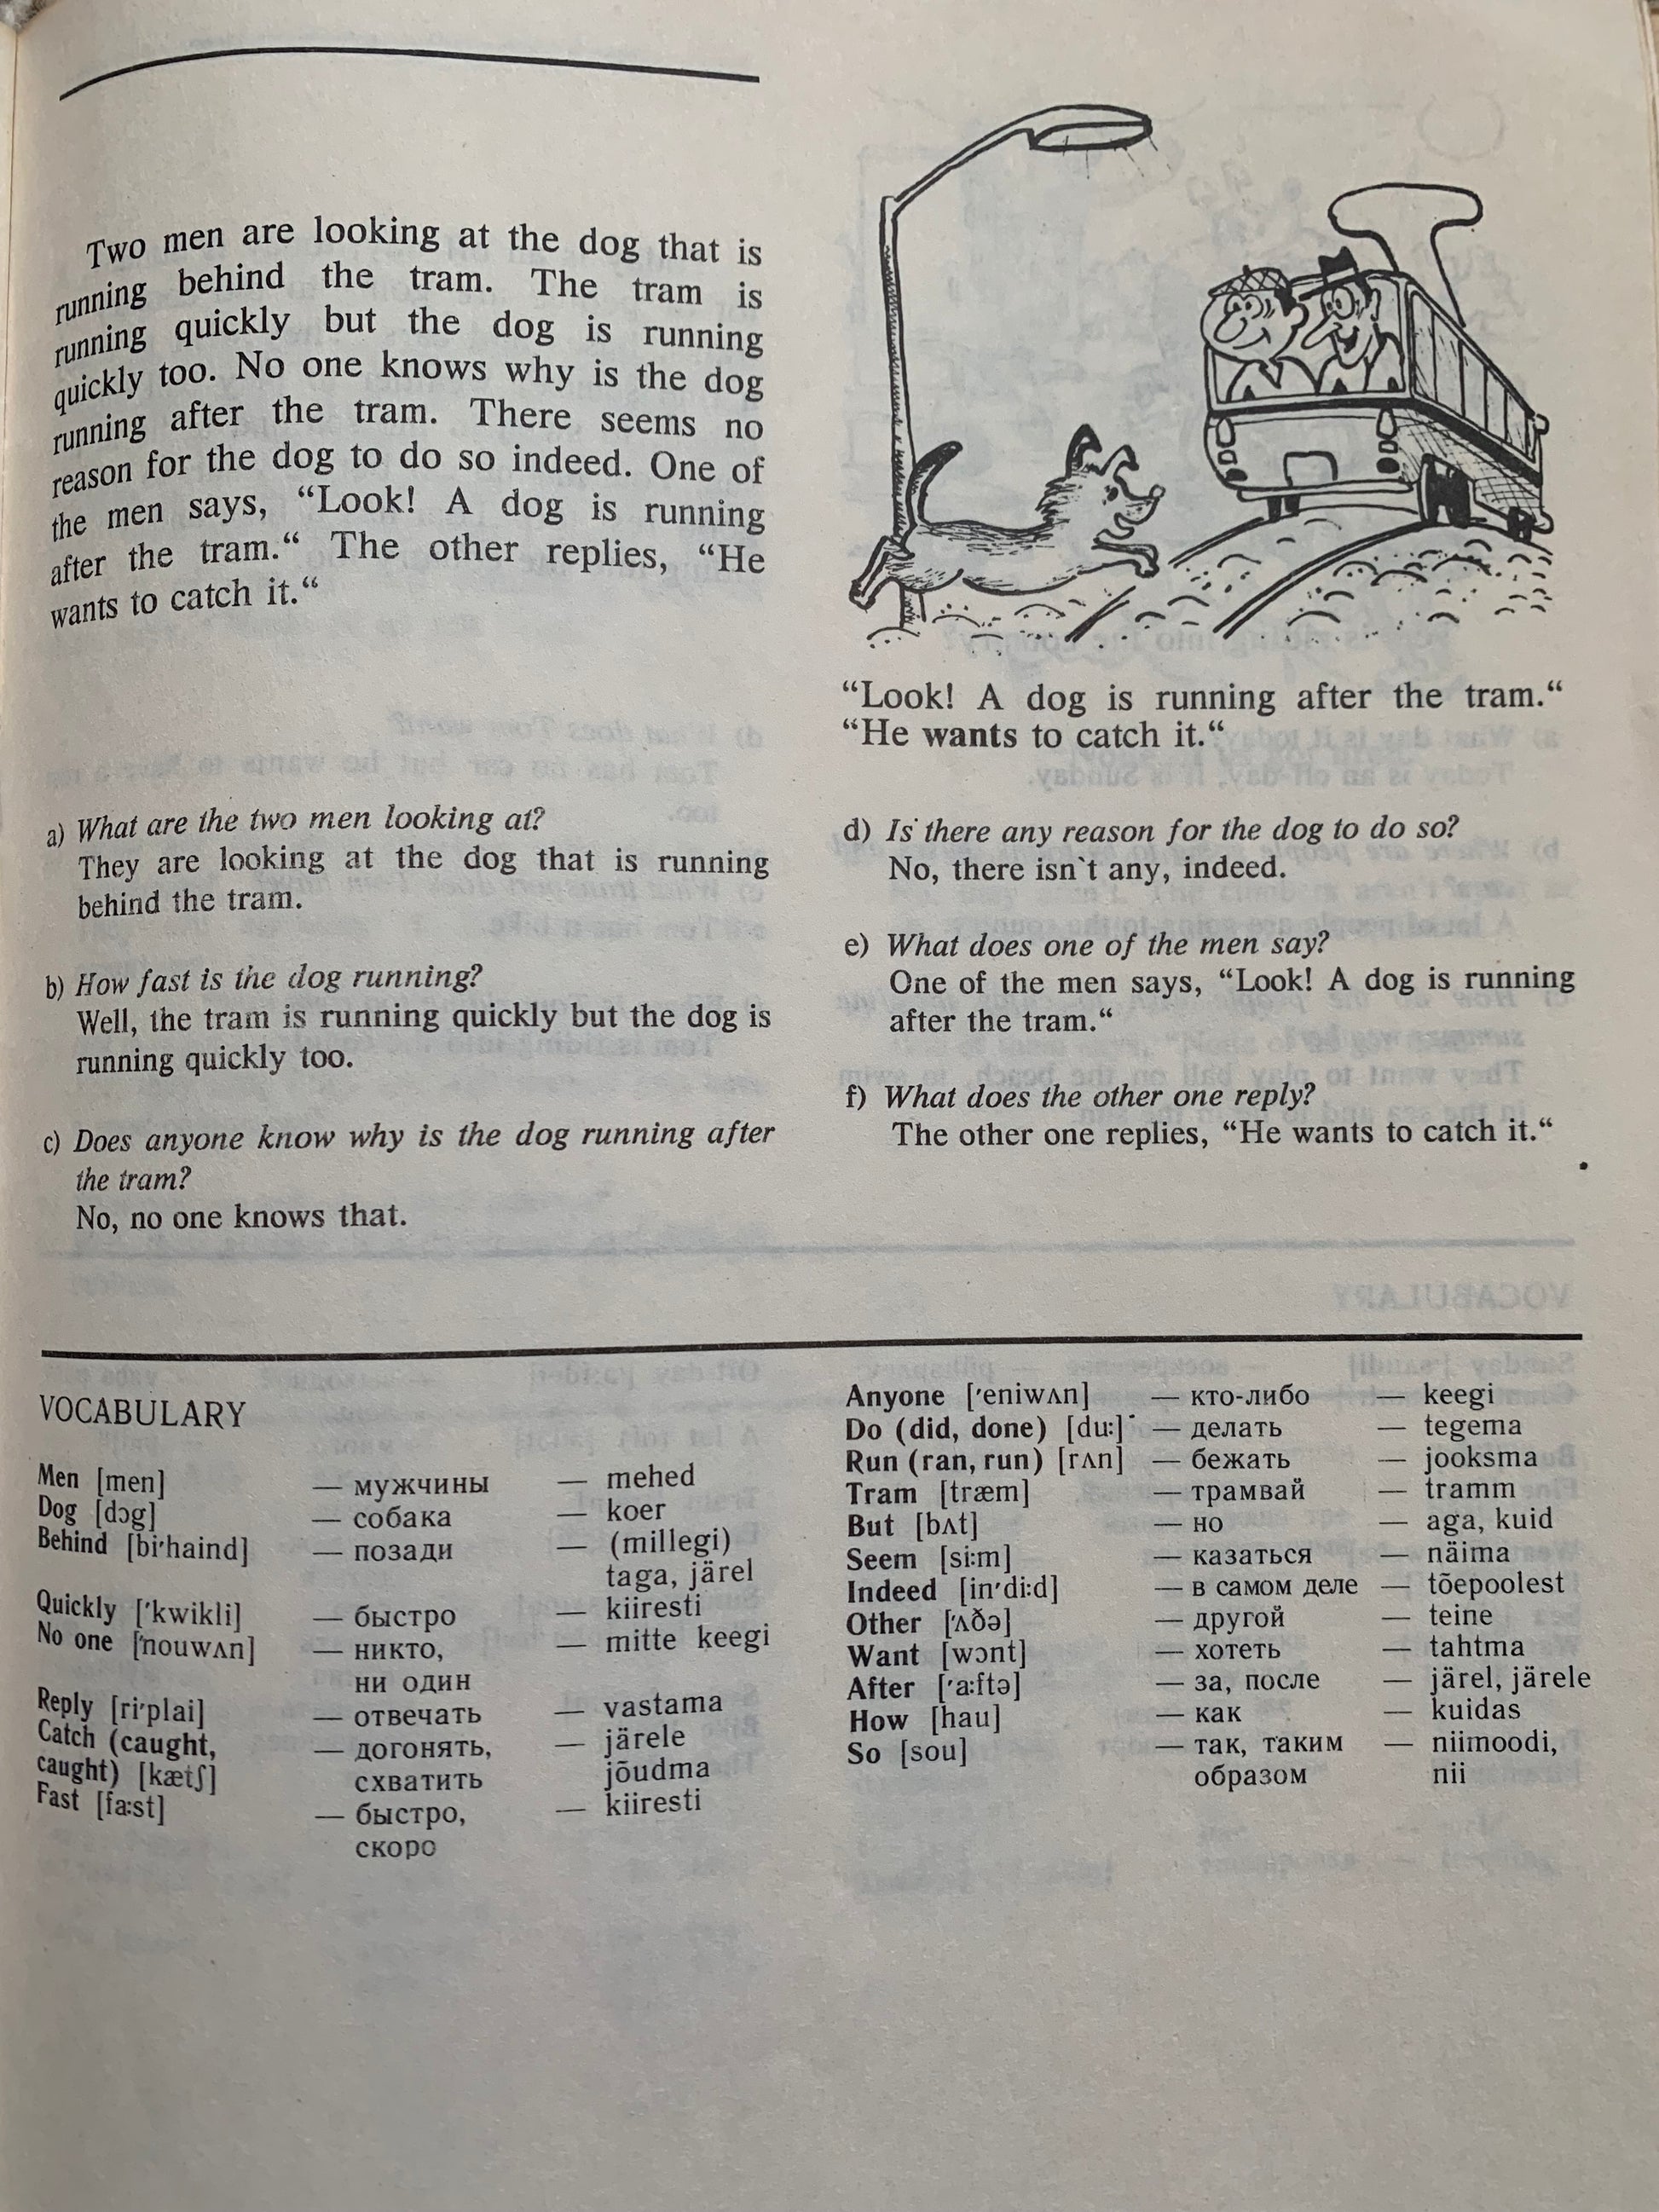 Two men are looking at the dog that is
running behind the tram. The tram is
running quickly but the dog is running
quickly too. No one knows why is the dog
running after the tram. There seems no
reason for the dog to do so indeed. One of
the men says, “Look! A dog is running
after the tram.“ The other replies, “He
wants to catch it.“
“Look! A dog is running after the tram.“
“He wants to catch it.“
a) What are the two men looking at?
They are looking at the dog that is running
behind the tram.
b) How fast is the dog running?
Well, the tram is running quickly but the dog is
running quickly too.
c) Does anyone know why is the dog running after
the tram?
No, no one knows that.
d) Is there any reason for the dog to do so?
No, there isn`t any, indeed.
e) What does one of the men say?
One of the men says, “Look! A dog is running
after the tram.“
f) What does the other one reply?
The other one replies, “He wants to catch it.“
VOCABULARY
Men [men] — мужчины — mehed
Dog [dɔg] — собака — koer
Behind [bi′haind] — позади — (millegi)
taga, järel
Quickly [′kwikli] — быстро — kiiresti
No one [′nouwʌn] — никто, — mitte keegi
ни один
Reply [ri′plai] — отвечать — vastama
Catch (caught, — догонять, — järele
caught) [kætʃ] схватить jõudma
Fast [fa:st] — быстро, — kiiresti
скоро
Anyone [′eniwʌn] — кто-либо — keegi
Do (did, done) [du:] — делать — tegema
Run (ran, run) [rʌn] — бежать — jooksma
Tram [træm] — трамвай — tramm
But [bʌt] — но — aga, kuid
Seem [si:m] — казаться — näima
Indeed [in′di:d] — в самом деле — tõepoolest
Other [′ʌðə] — другой — teine
Want [wɔnt] — хотеть — tahtma
After [′a:ftə] — за, после — järel, järele
How [hau] — как — kuidas
So [sou] — так, таким — niimoodi,
образом nii